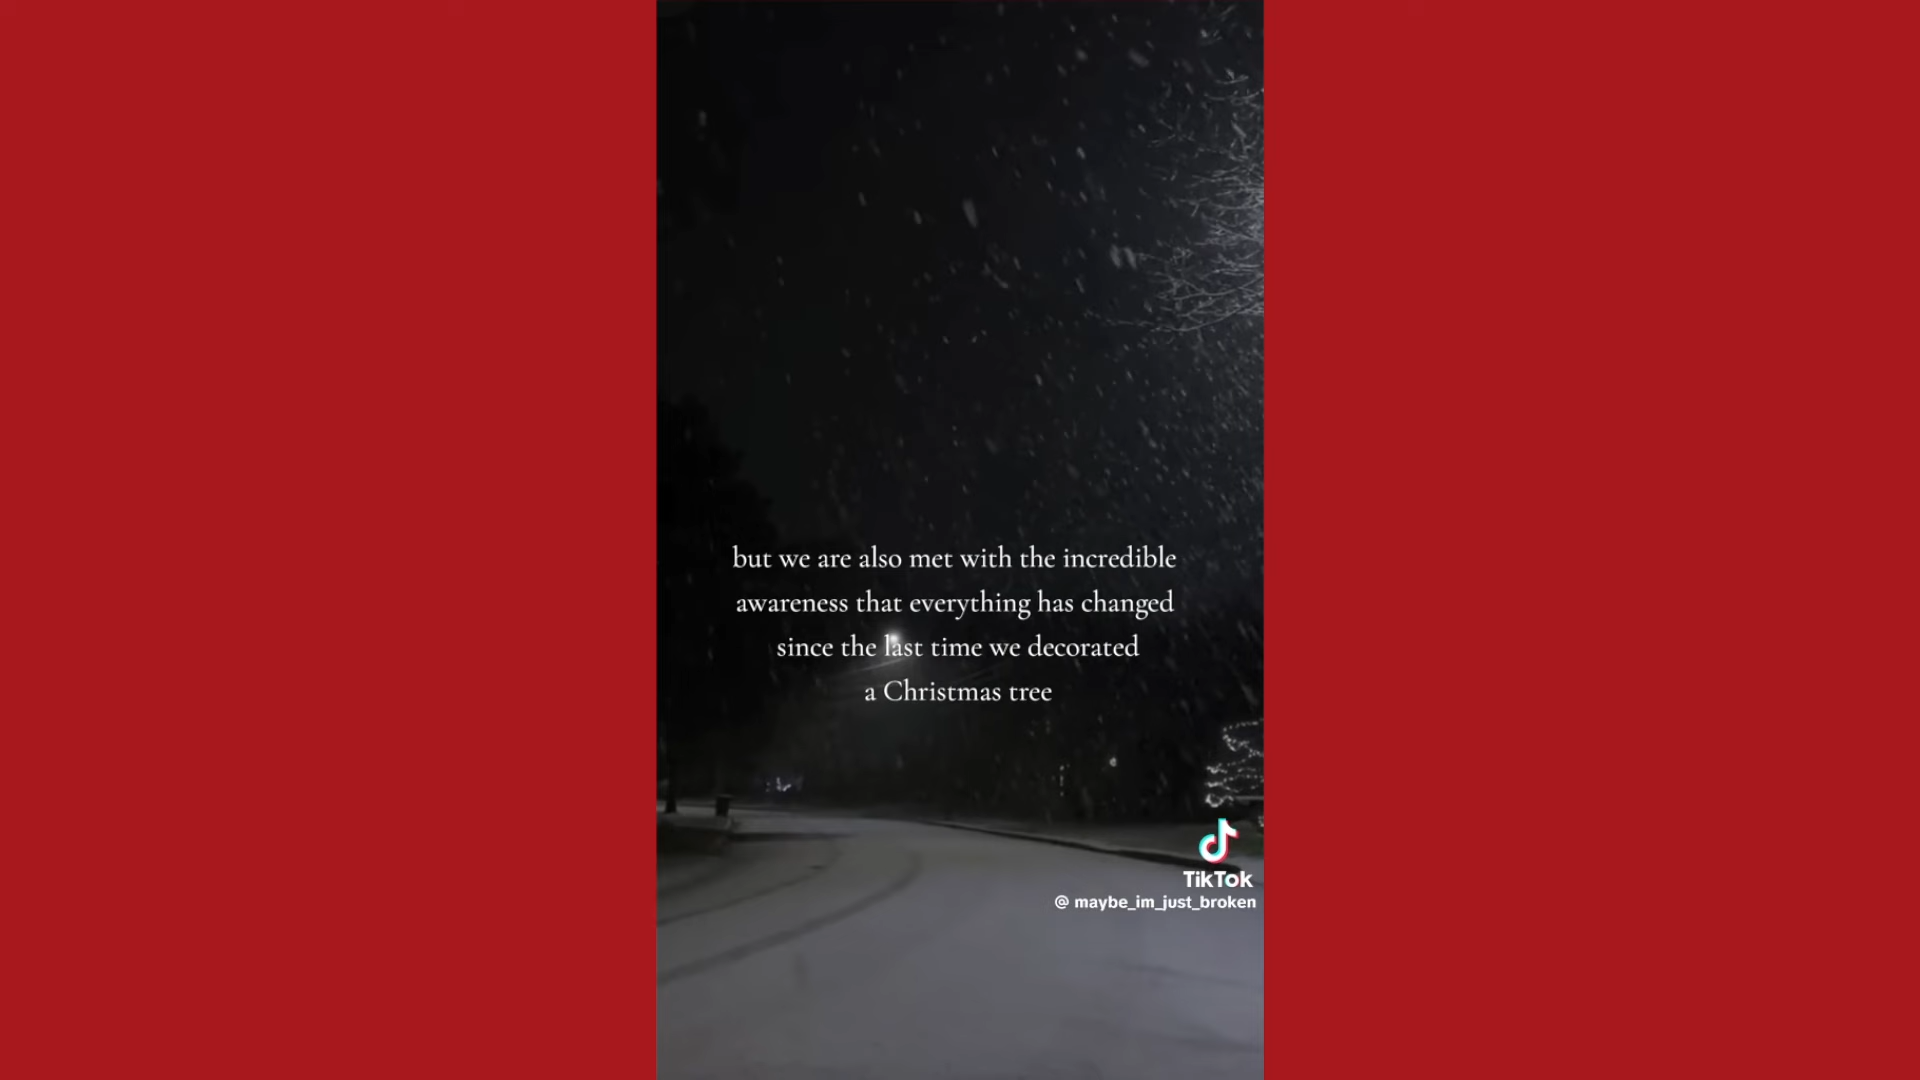 but we are also met with the incredible
awareness that everything has changed
since the last time we decorated
a Christmas tree
TikTok
@ maybe_im_just_broken